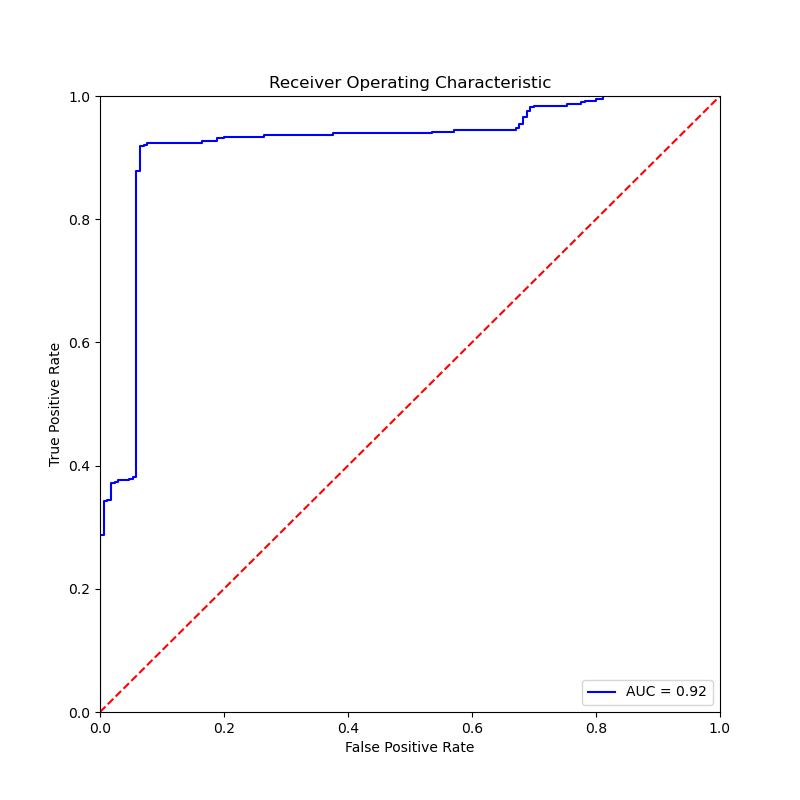 Receiver Operating Characteristic
1.0
0.8
0.6
0.4
0.2
0.0
True Positive Rate
AUC = 0.92
0.0 0.2 0.4 0.6 0.8 1.0
False Positive Rate